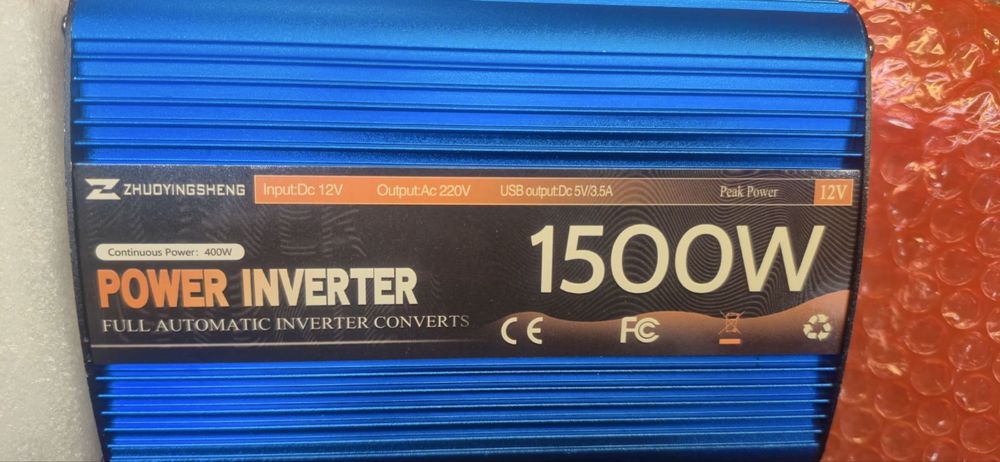 ZHUOYINGSHENG
Input:Dc 12V Output:Ac 220V USB output:Dc 5V/3.5A Peak Power 12V
Continuous Power: 400W
1500W
POWER INVERTER
FULL AUTOMATIC INVERTER CONVERTS
CE FC